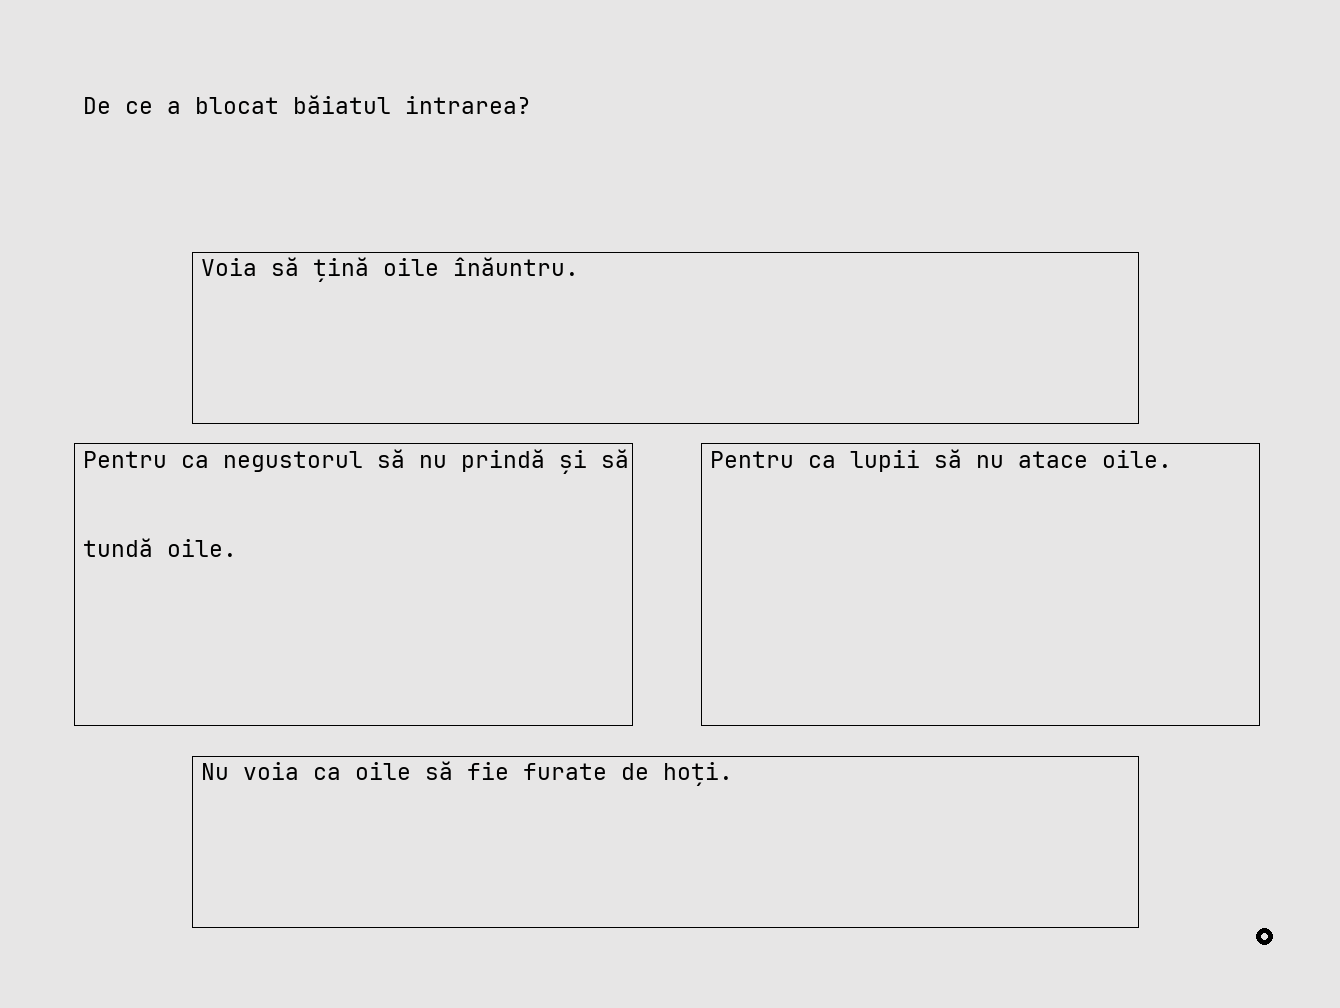 De ce a blocat băiatul intrarea?
Voia să țină oile înăuntru.
Pentru ca negustorul să nu prindă și să
tundă oile.
Pentru ca lupii să nu atace oile.
Nu voia ca oile să fie furate de hoți.